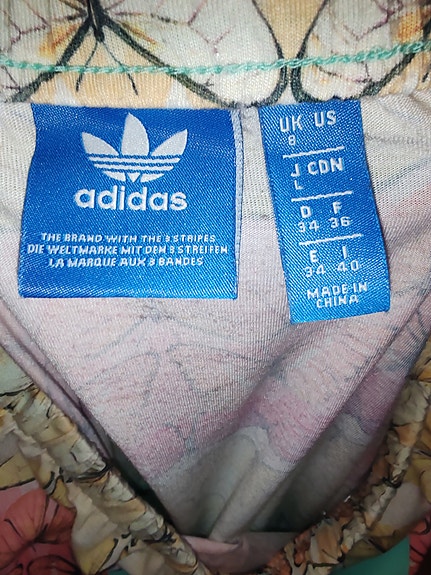 adidas
THE BRAND WITH THE 3 STRIPES
DIE WELTMARKE MIT DEN 3 STREIFEN
LA MARQUE AUX 3 BANDES
UK US
8
J CDN
L
D F
34 36
E I
34 40
MADE IN
CHINA